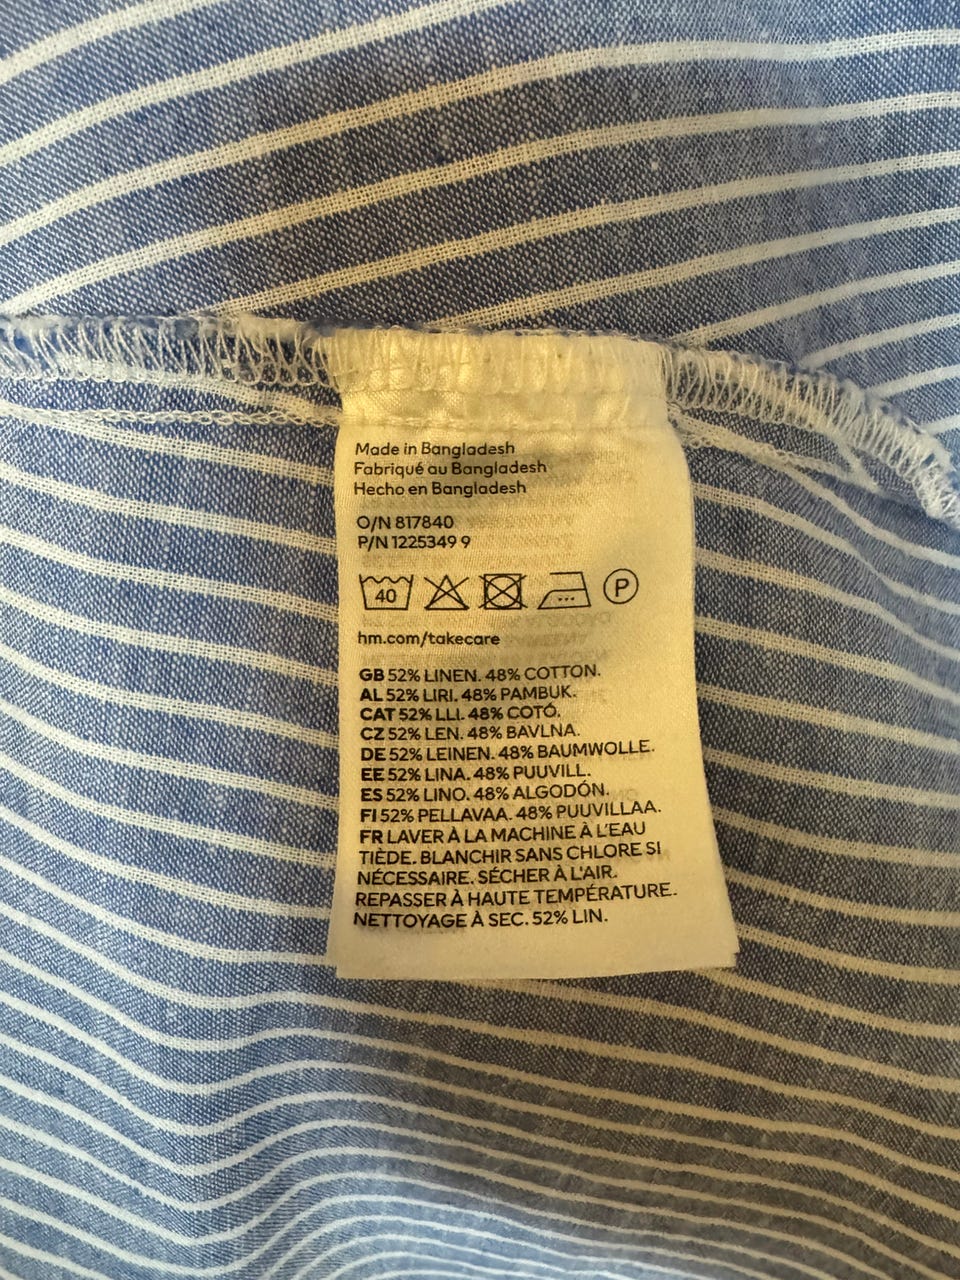 Made in Bangladesh
Fabriqué au Bangladesh
Hecho en Bangladesh
O/N 817840
P/N 1225349 9
40 P
hm.com/takecare
GB 52% LINEN. 48% COTTON.
AL 52% LIRI. 48% PAMBUK.
CAT 52% LLI. 48% COTÓ.
CZ 52% LEN. 48% BAVLNA.
DE 52% LEINEN. 48% BAUMWOLLE.
EE 52% LINA. 48% PUUVILL.
ES 52% LINO. 48% ALGODÓN.
FI 52% PELLAVAA. 48% PUUVILLAA.
FR LAVER À LA MACHINE À L'EAU
TIÈDE. BLANCHIR SANS CHLORE SI
NÉCESSAIRE. SÉCHER À L'AIR.
REPASSER À HAUTE TEMPÉRATURE.
NETTOYAGE À SEC. 52% LIN.